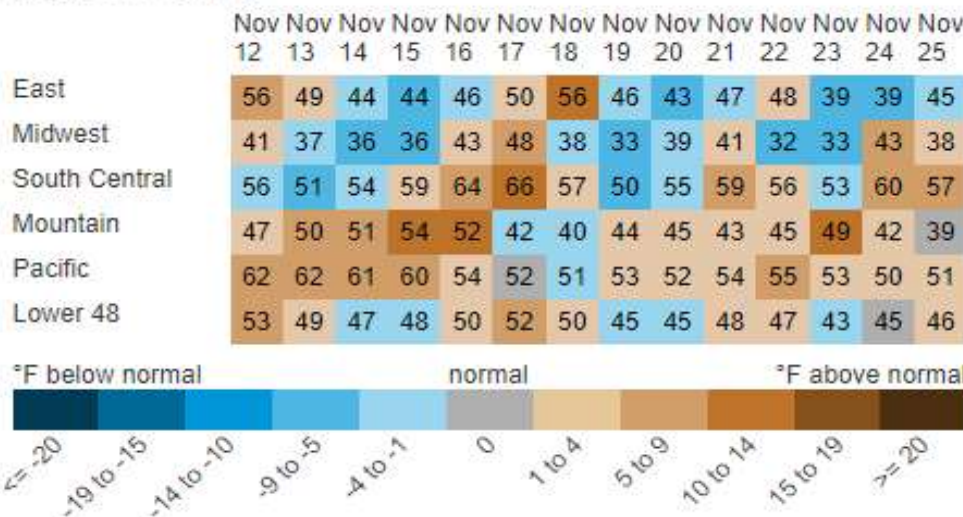 Nov Nov Nov Nov Nov Nov Nov Nov Nov Nov Nov Nov Nov Nov
12 13 14 15 16 17 18 19 20 21 22 23 24 25
East 56 49 44 44 46 50 56 46 43 47 48 39 39 45
Midwest 41 37 36 36 43 48 38 33 39 41 32 33 43 38
South Central 56 51 54 59 64 66 57 50 55 59 56 53 60 57
Mountain 47 50 51 54 52 42 40 44 45 43 45 49 42 39
Pacific 62 62 61 60 54 52 51 53 52 54 55 53 50 51
Lower 48 53 49 47 48 50 52 50 45 45 48 47 43 45 46
°F below normal normal °F above normal
<= -20 -19 to -15 -14 to -10 -9 to -5 -4 to -1 0 1 to 4 5 to 9 10 to 14 15 to 19 >= 20